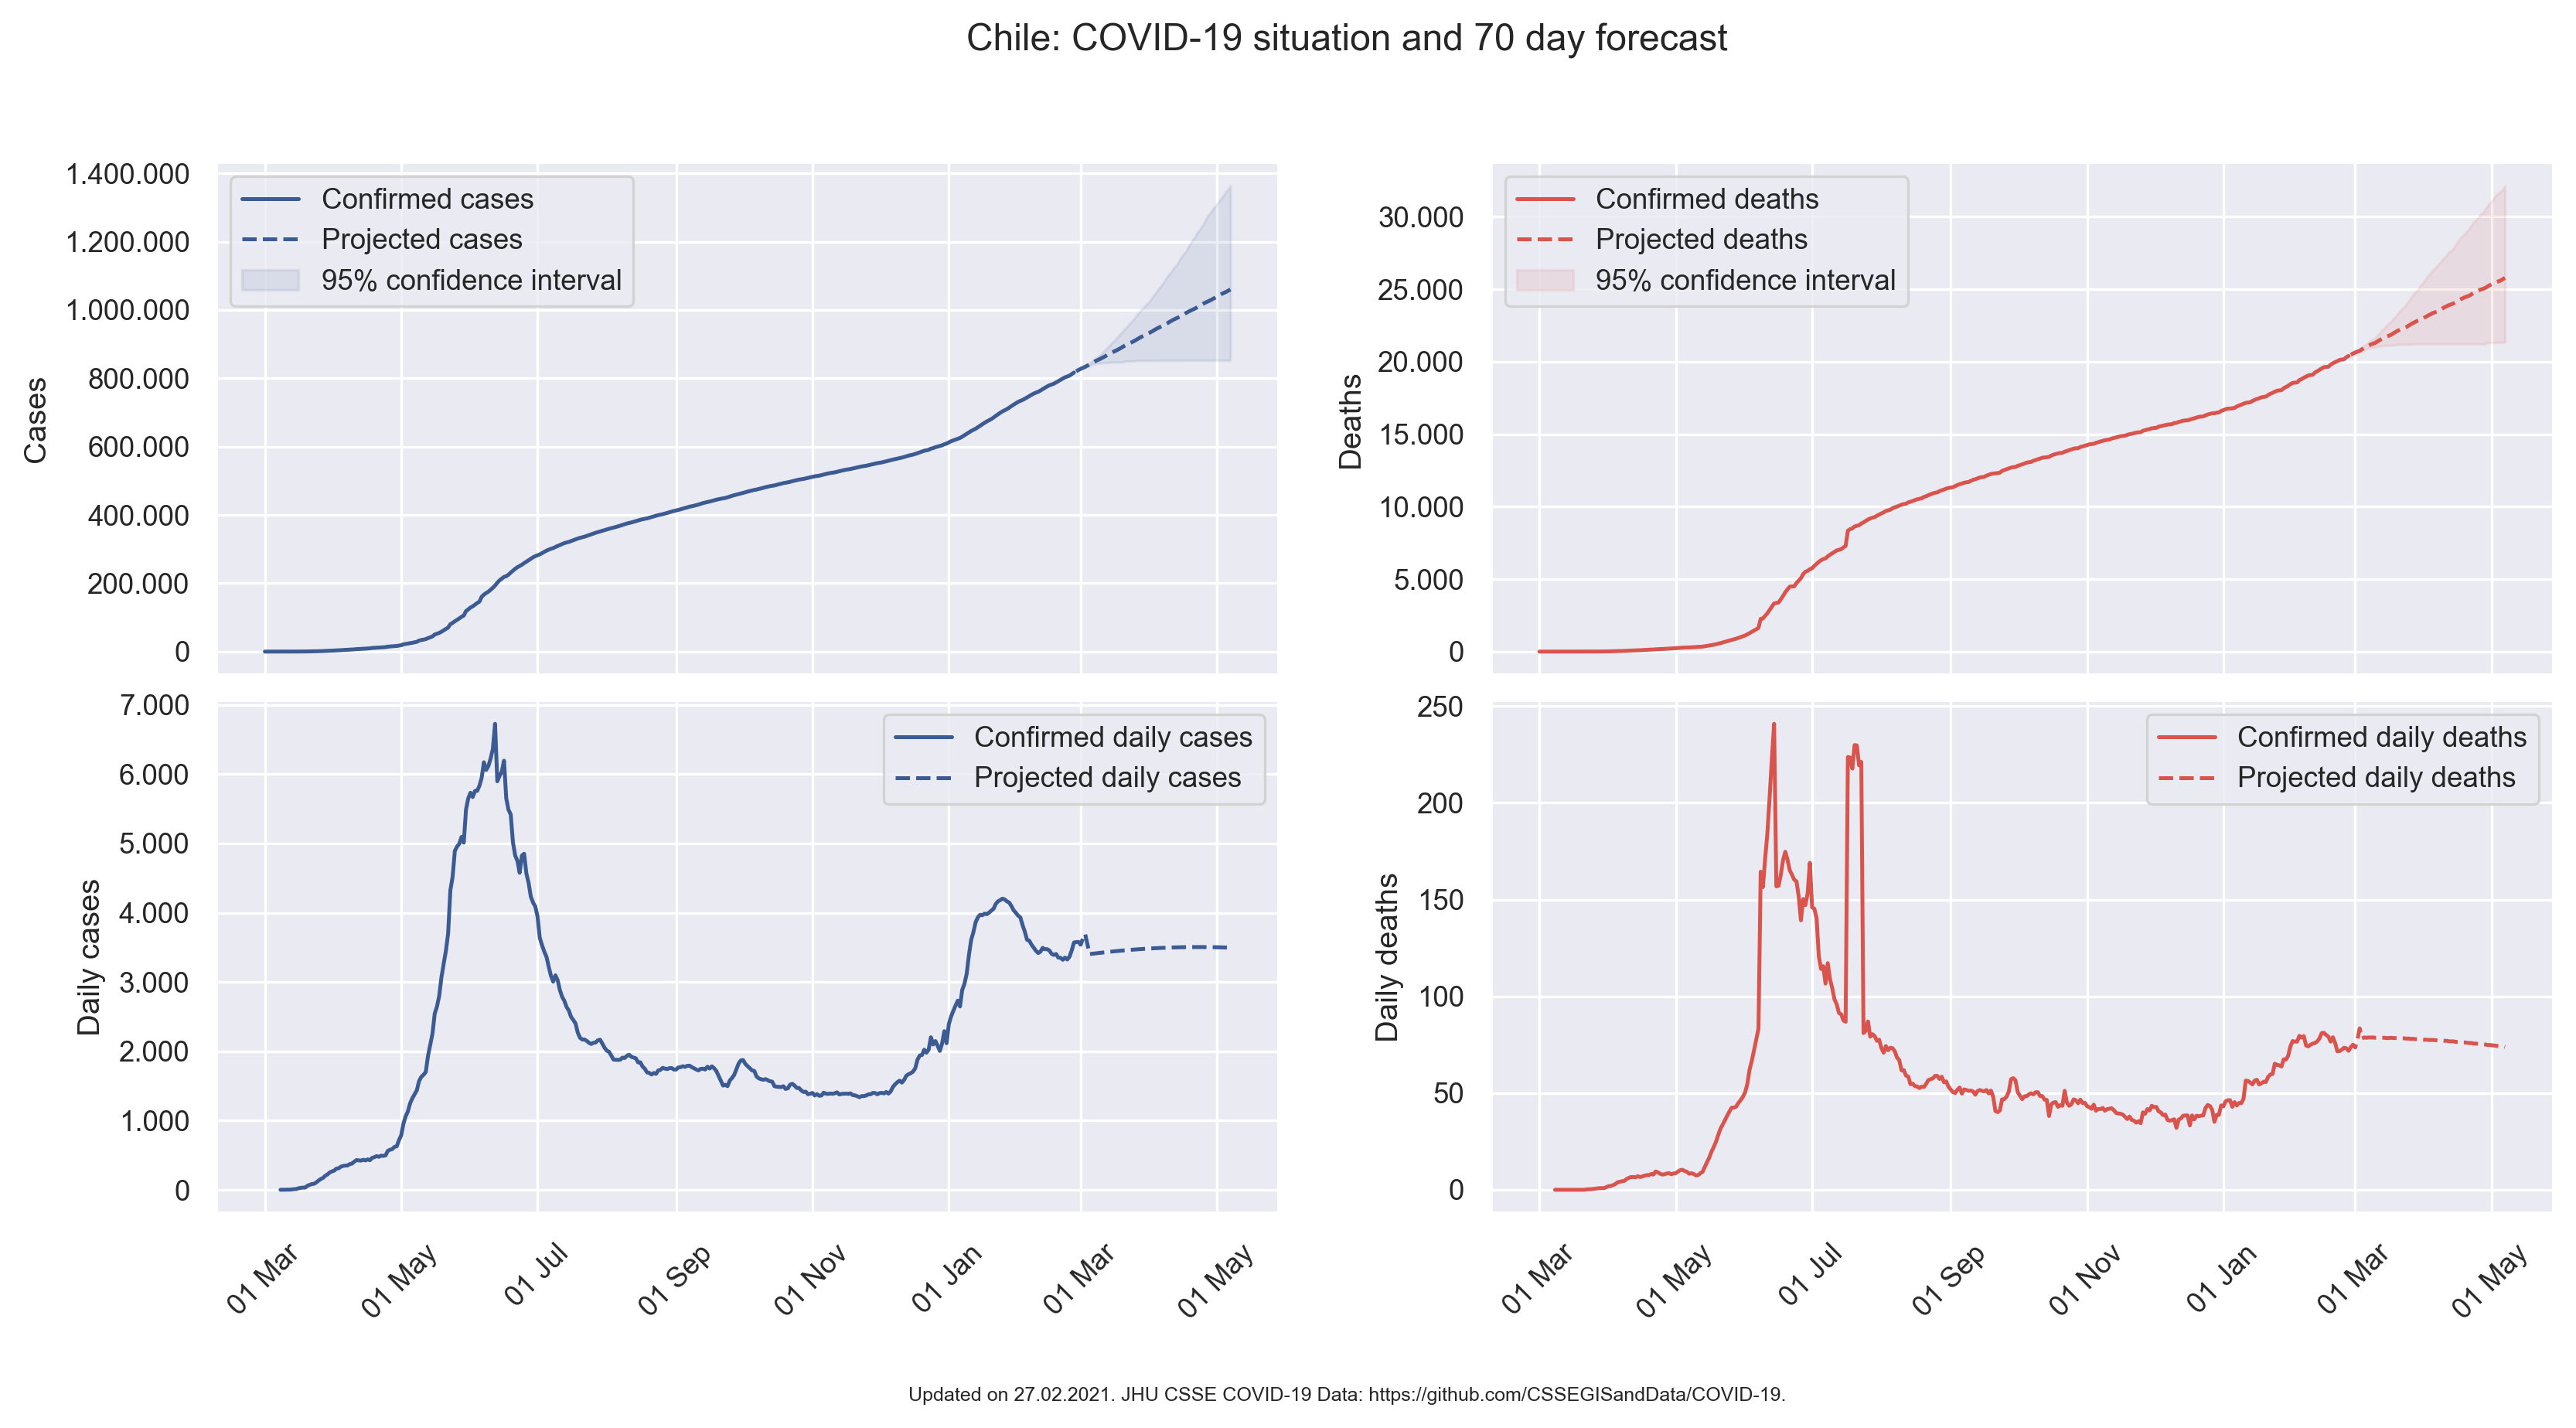 Chile: COVID-19 situation and 70 day forecast
1.400.000
1.200.000
1.000.000
800.000
600.000
400.000
200.000
0
Cases
Confirmed cases
Projected cases
95% confidence interval
30.000
25.000
20.000
15.000
10.000
5.000
0
Deaths
Confirmed deaths
Projected deaths
95% confidence interval
7.000
6.000
5.000
4.000
3.000
2.000
1.000
0
Daily cases
Confirmed daily cases
Projected daily cases
01 Mar
01 May
01 Jul
01 Sep
01 Nov
01 Jan
01 Mar
01 May
250
200
150
100
50
0
Daily deaths
Confirmed daily deaths
Projected daily deaths
01 Mar
01 May
01 Jul
01 Sep
01 Nov
01 Jan
01 Mar
01 May
Updated on 27.02.2021. JHU CSSE COVID-19 Data: https://github.com/CSSEGISandData/COVID-19.